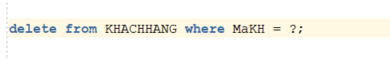 delete from KHACHHANG where MaKH = ?;